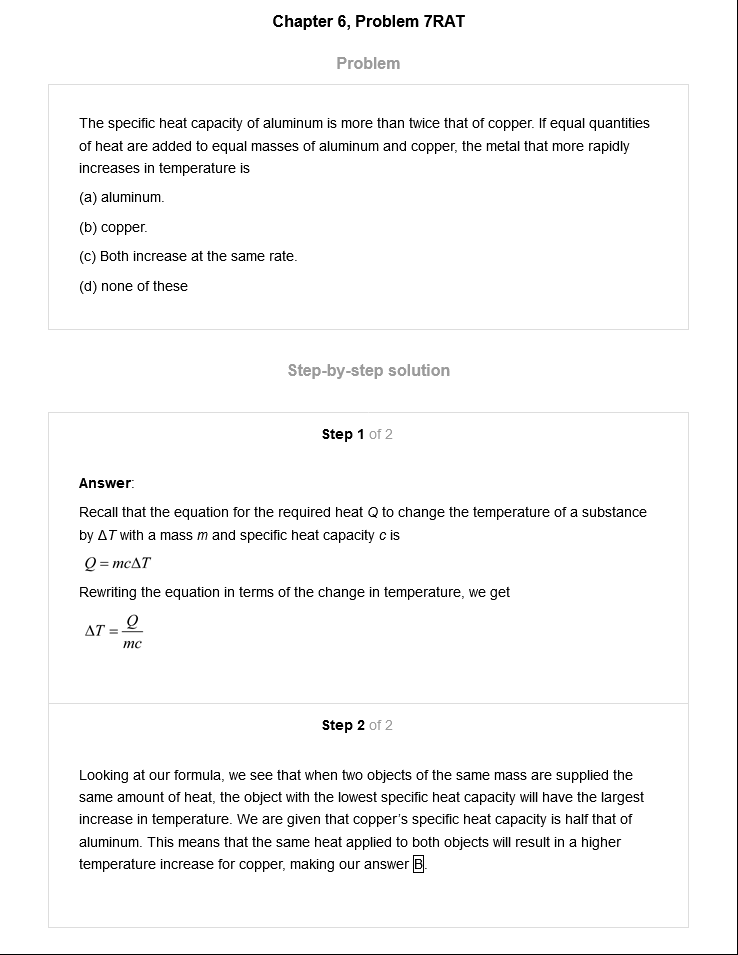 Chapter 6, Problem 7RAT
Problem
The specific heat capacity of aluminum is more than twice that of copper. If equal quantities
of heat are added to equal masses of aluminum and copper, the metal that more rapidly
increases in temperature is
(a) aluminum.
(b) copper.
(c) Both increase at the same rate.
(d) none of these
Step-by-step solution
Step 1 of 2
Answer:
Recall that the equation for the required heat Q to change the temperature of a substance
by ΔT with a mass m and specific heat capacity c is
Q = mcΔT
Rewriting the equation in terms of the change in temperature, we get
ΔT = Q
mc
Step 2 of 2
Looking at our formula, we see that when two objects of the same mass are supplied the
same amount of heat, the object with the lowest specific heat capacity will have the largest
increase in temperature. We are given that copper's specific heat capacity is half that of
aluminum. This means that the same heat applied to both objects will result in a higher
temperature increase for copper, making our answer B.